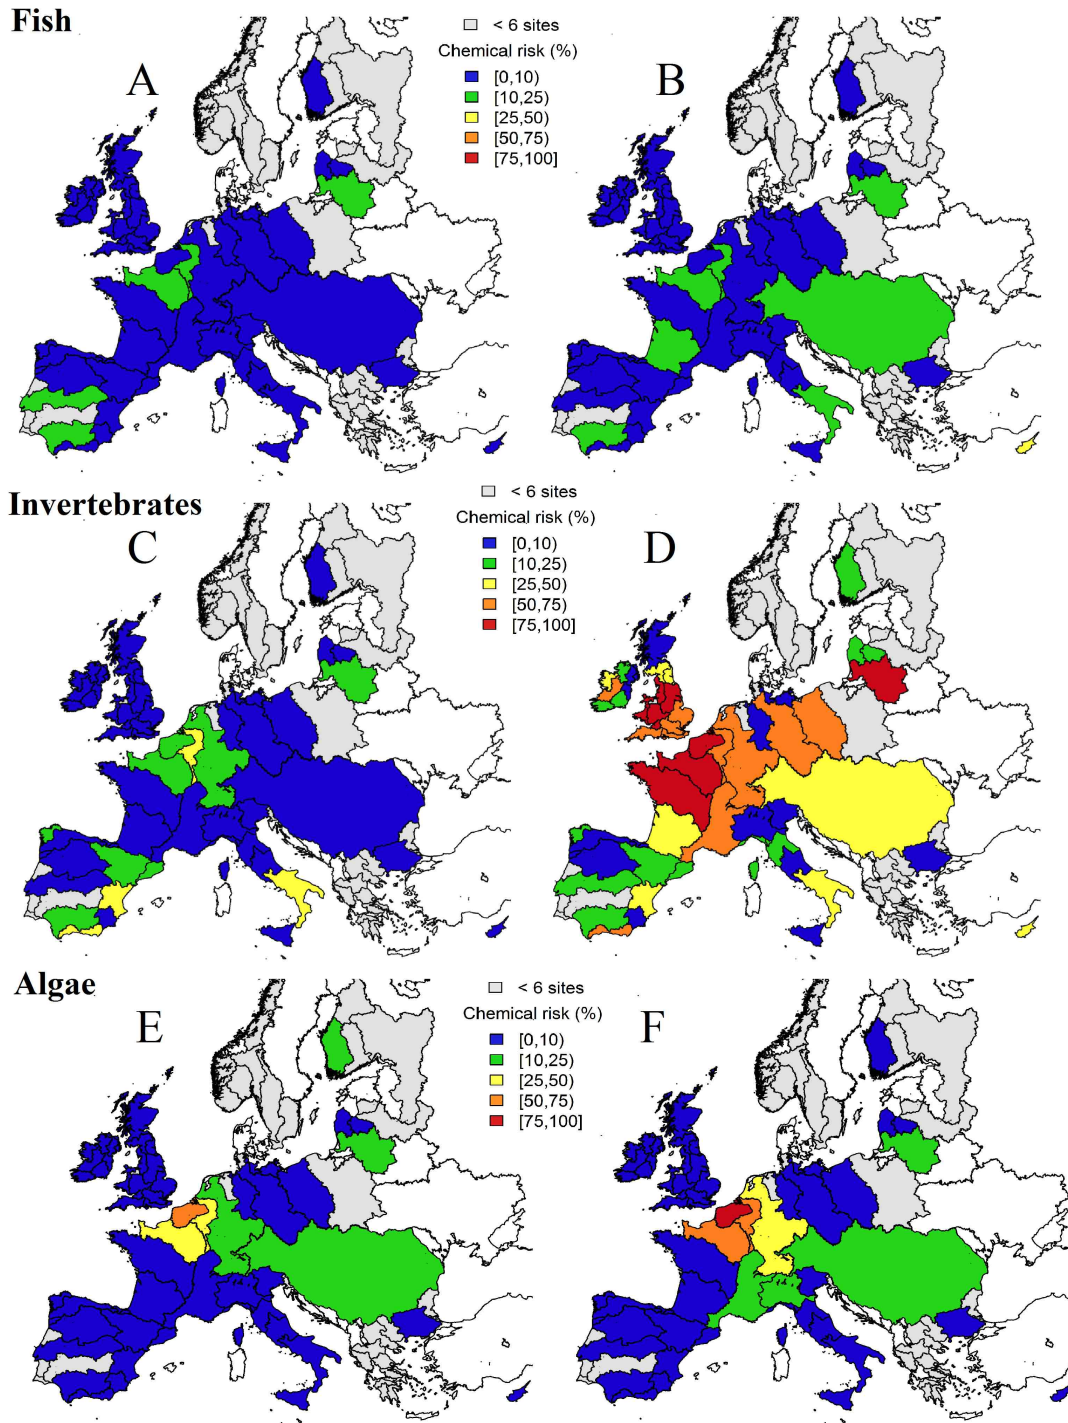 Fish
< 6 sites
Chemical risk (%)
A
B
[0,10)
[10,25)
[25,50)
[50,75)
[75,100]
Invertebrates
< 6 sites
Chemical risk (%)
C
D
[0,10)
[10,25)
[25,50)
[50,75)
[75,100]
Algae
< 6 sites
Chemical risk (%)
E
F
[0,10)
[10,25)
[25,50)
[50,75)
[75,100]